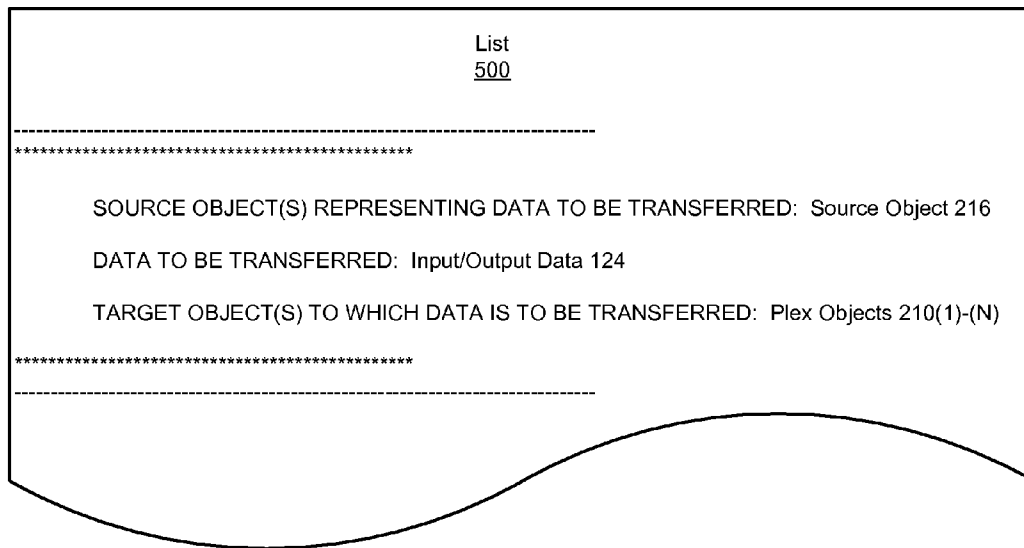 List
500
--------------------------------------------------------------------------------
***********************************************
SOURCE OBJECT(S) REPRESENTING DATA TO BE TRANSFERRED: Source Object 216
DATA TO BE TRANSFERRED: Input/Output Data 124
TARGET OBJECT(S) TO WHICH DATA IS TO BE TRANSFERRED: Plex Objects 210(1)-(N)
***********************************************
--------------------------------------------------------------------------------